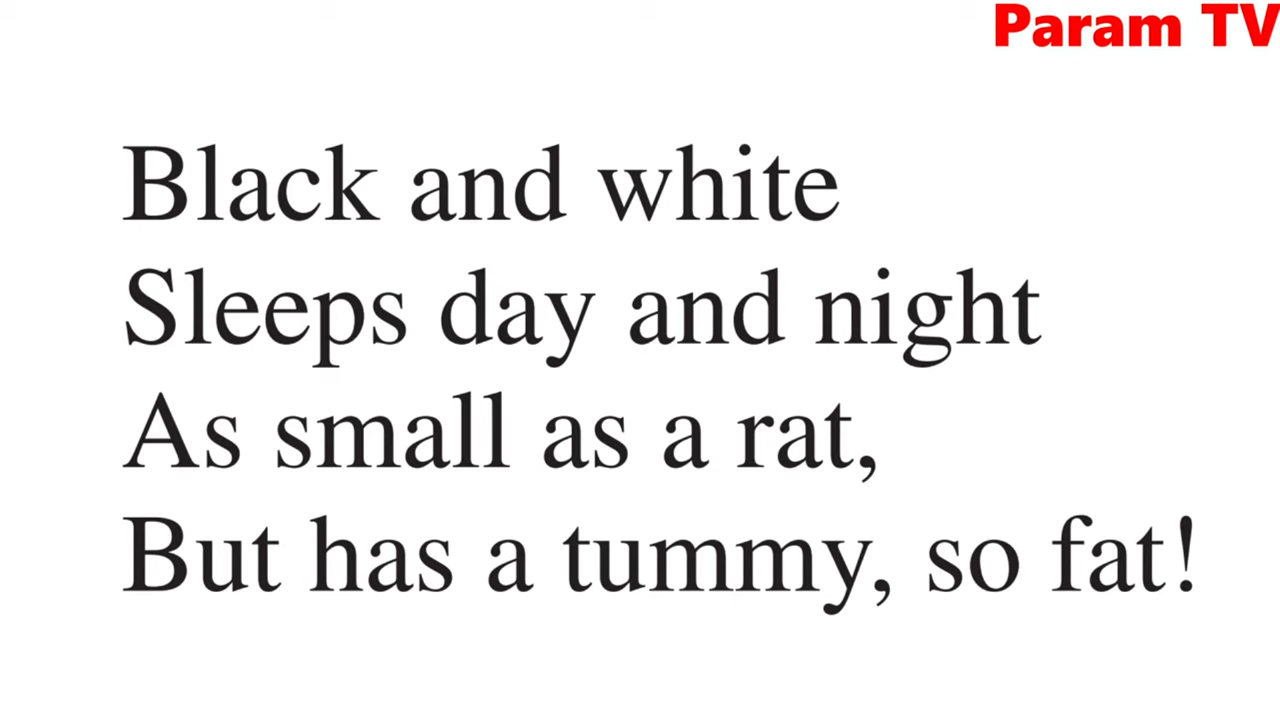 Param TV
Black and white
Sleeps day and night
As small as a rat,
But has a tummy, so fat!